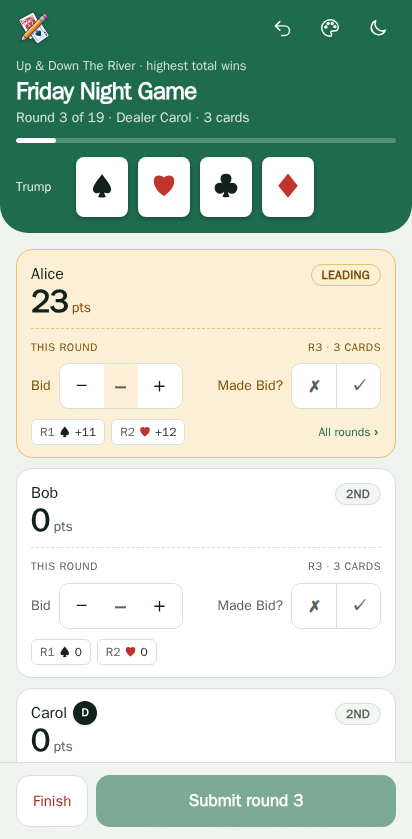 Up & Down The River · highest total wins
Friday Night Game
Round 3 of 19 · Dealer Carol · 3 cards
Trump ♠ ♥ ♣ ♦
Alice LEADING
23 pts
THIS ROUND R3 · 3 CARDS
Bid − – + Made Bid? ✗ ✓
R1 ♠ +11 R2 ♥ +12 All rounds ›
Bob 2ND
0 pts
THIS ROUND R3 · 3 CARDS
Bid − – + Made Bid? ✗ ✓
R1 ♠ 0 R2 ♥ 0
Carol D 2ND
0 pts
Finish Submit round 3